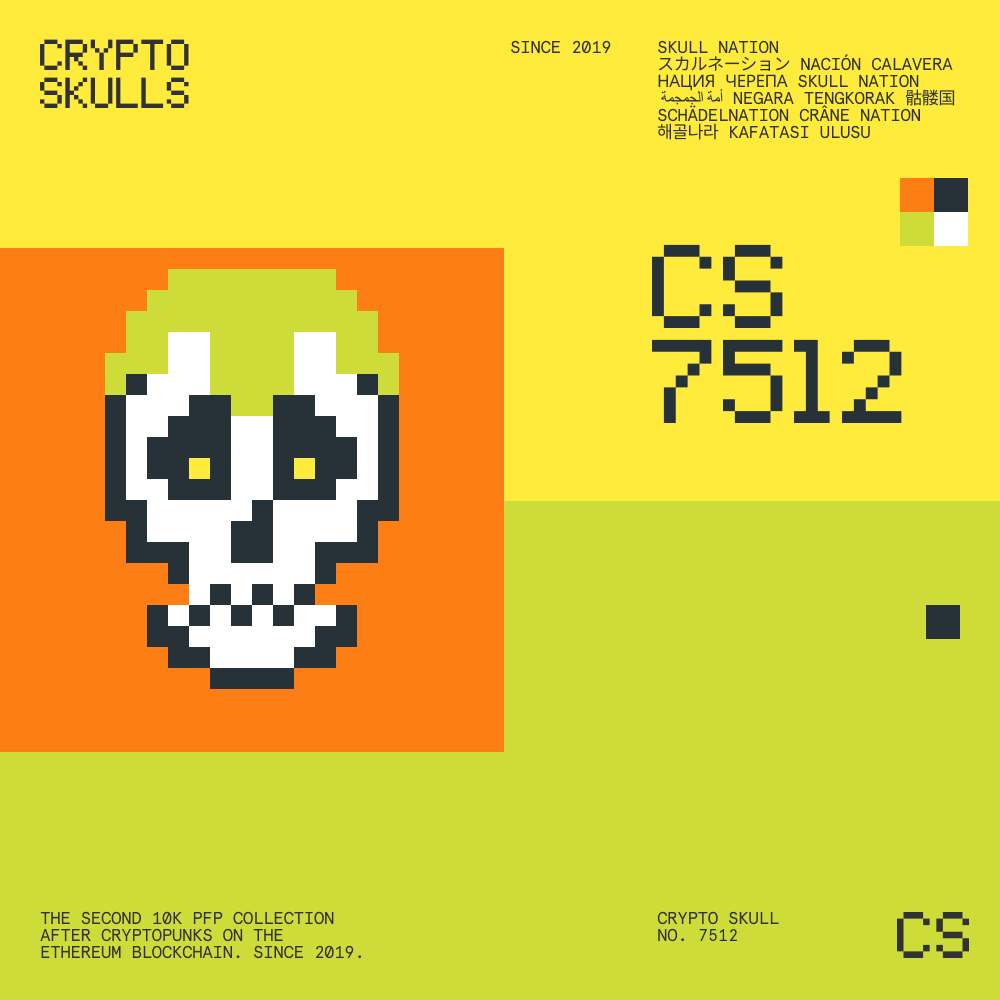 CRYPTO
SKULLS
SINCE 2019
SKULL NATION
スカルネーション NACIÓN CALAVERA
НАЦИЯ ЧЕРЕПА SKULL NATION
أمة الجمجمة NEGARA TENGKORAK 骷髅国
SCHÄDELNATION CRÂNE NATION
해골나라 KAFATASI ULUSU
CS
7512
THE SECOND 10K PFP COLLECTION
AFTER CRYPTOPUNKS ON THE
ETHEREUM BLOCKCHAIN. SINCE 2019.
CRYPTO SKULL
NO. 7512
CS